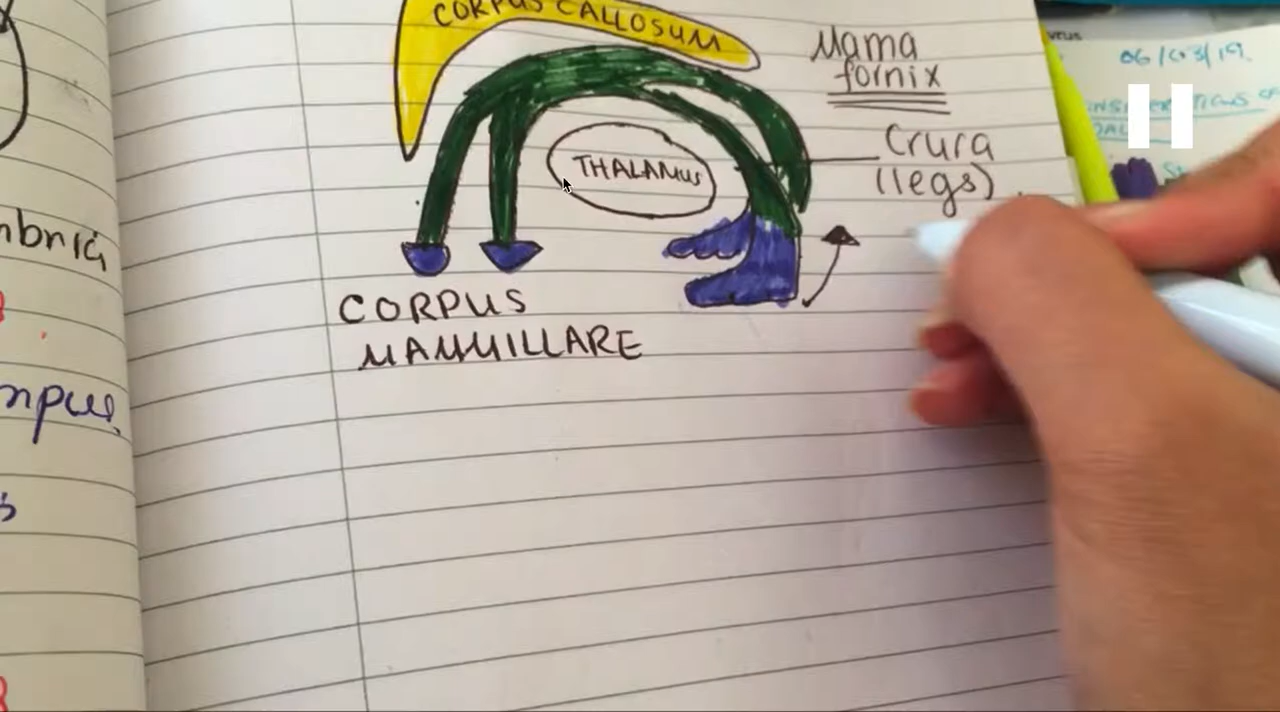 CORPUS CALLOSUM
Mama
fornix
THALAMUS
Crura
(legs)
CORPUS
MAMMILLARE
06/03/19.